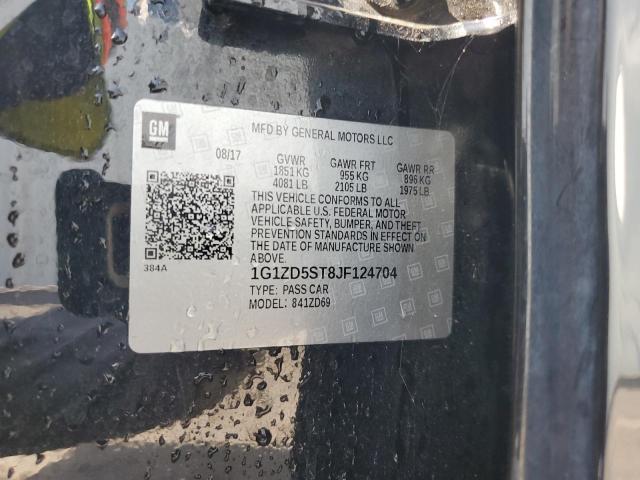 GM
MFD BY GENERAL MOTORS LLC
08/17
GVWR GAWR FRT GAWR RR
1851 KG 955 KG 896 KG
4081 LB 2105 LB 1975 LB
THIS VEHICLE CONFORMS TO ALL
APPLICABLE U.S. FEDERAL MOTOR
VEHICLE SAFETY, BUMPER, AND THEFT
PREVENTION STANDARDS IN EFFECT ON
THE DATE OF MANUFACTURE SHOWN
ABOVE.
384A
1G1ZD5ST8JF124704
TYPE: PASS CAR
MODEL: 841ZD69